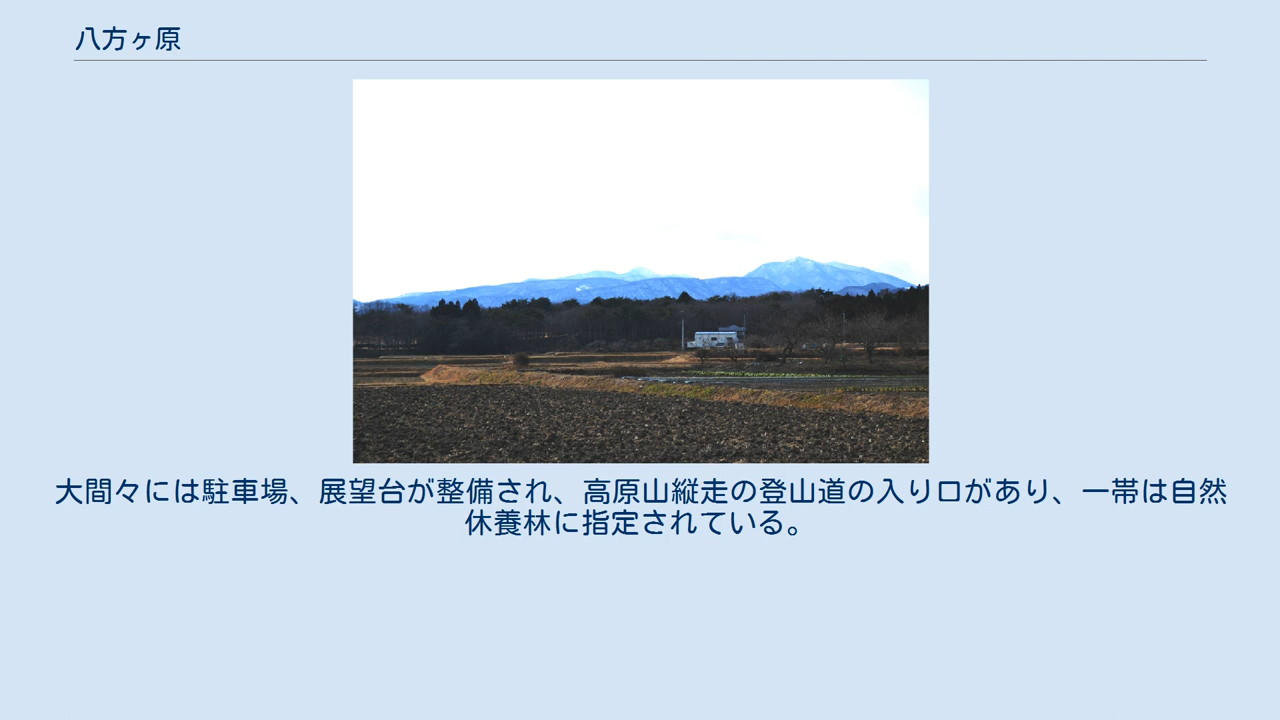 八方ヶ原
大間々には駐車場、展望台が整備され、高原山縦走の登山道の入り口があり、一帯は自然
休養林に指定されている。